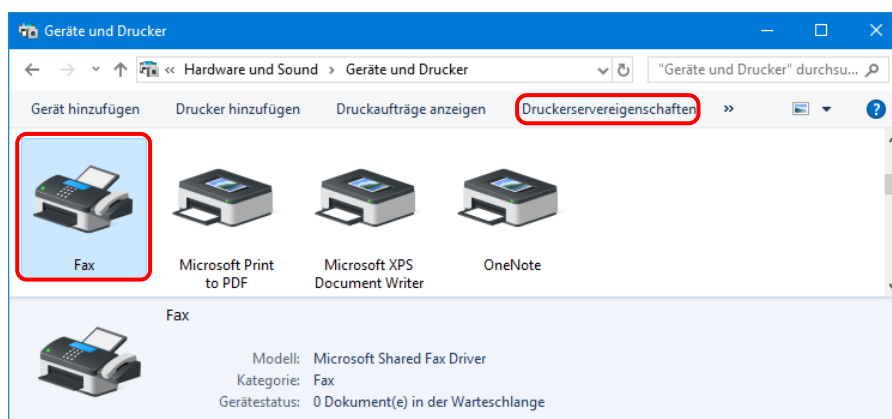 Geräte und Drucker
« Hardware und Sound > Geräte und Drucker "Geräte und Drucker" durchsu...
Gerät hinzufügen Drucker hinzufügen Druckaufträge anzeigen Druckerservereigenschaften » ?
Fax Microsoft Print Microsoft XPS OneNote
to PDF Document Writer
Fax
Modell: Microsoft Shared Fax Driver
Kategorie: Fax
Gerätestatus: 0 Dokument(e) in der Warteschlange